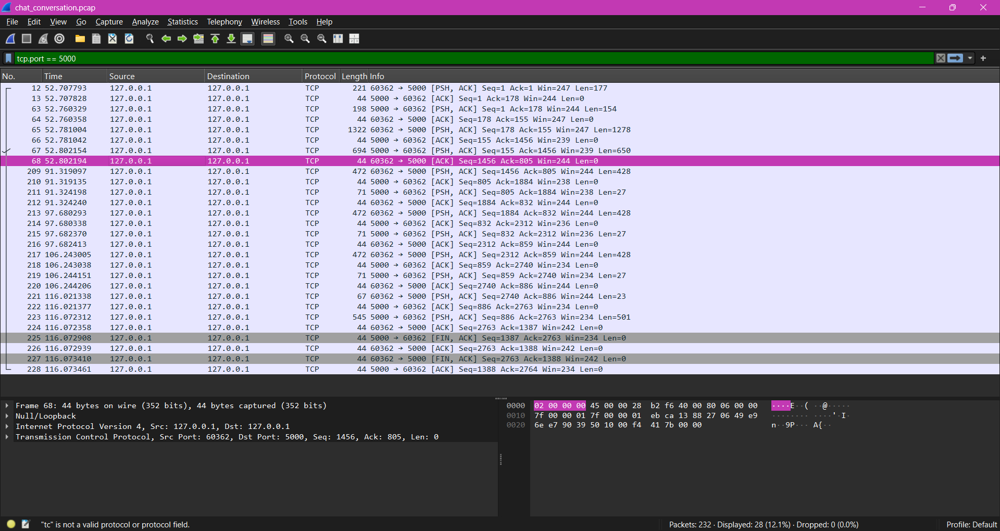 chat_conversation.pcap
File Edit View Go Capture Analyze Statistics Telephony Wireless Tools Help
tcp.port == 5000
No. Time Source Destination Protocol Length Info
12 52.707793 127.0.0.1 127.0.0.1 TCP 221 60362 → 5000 [PSH, ACK] Seq=1 Ack=1 Win=247 Len=177
13 52.707828 127.0.0.1 127.0.0.1 TCP 44 5000 → 60362 [ACK] Seq=1 Ack=178 Win=244 Len=0
63 52.760329 127.0.0.1 127.0.0.1 TCP 198 5000 → 60362 [PSH, ACK] Seq=1 Ack=178 Win=244 Len=154
64 52.760358 127.0.0.1 127.0.0.1 TCP 44 60362 → 5000 [ACK] Seq=178 Ack=155 Win=247 Len=0
65 52.781004 127.0.0.1 127.0.0.1 TCP 1322 60362 → 5000 [PSH, ACK] Seq=178 Ack=155 Win=247 Len=1278
66 52.781042 127.0.0.1 127.0.0.1 TCP 44 5000 → 60362 [ACK] Seq=155 Ack=1456 Win=239 Len=0
67 52.802154 127.0.0.1 127.0.0.1 TCP 694 5000 → 60362 [PSH, ACK] Seq=155 Ack=1456 Win=239 Len=650
68 52.802194 127.0.0.1 127.0.0.1 TCP 44 60362 → 5000 [ACK] Seq=1456 Ack=805 Win=244 Len=0
209 91.319097 127.0.0.1 127.0.0.1 TCP 472 60362 → 5000 [PSH, ACK] Seq=1456 Ack=805 Win=244 Len=428
210 91.319135 127.0.0.1 127.0.0.1 TCP 44 5000 → 60362 [ACK] Seq=805 Ack=1884 Win=238 Len=0
211 91.324198 127.0.0.1 127.0.0.1 TCP 71 5000 → 60362 [PSH, ACK] Seq=805 Ack=1884 Win=238 Len=27
212 91.324240 127.0.0.1 127.0.0.1 TCP 44 60362 → 5000 [ACK] Seq=1884 Ack=832 Win=244 Len=0
213 97.680293 127.0.0.1 127.0.0.1 TCP 472 60362 → 5000 [PSH, ACK] Seq=1884 Ack=832 Win=244 Len=428
214 97.680338 127.0.0.1 127.0.0.1 TCP 44 5000 → 60362 [ACK] Seq=832 Ack=2312 Win=236 Len=0
215 97.682370 127.0.0.1 127.0.0.1 TCP 71 5000 → 60362 [PSH, ACK] Seq=832 Ack=2312 Win=236 Len=27
216 97.682413 127.0.0.1 127.0.0.1 TCP 44 60362 → 5000 [ACK] Seq=2312 Ack=859 Win=244 Len=0
217 106.243005 127.0.0.1 127.0.0.1 TCP 472 60362 → 5000 [PSH, ACK] Seq=2312 Ack=859 Win=244 Len=428
218 106.243038 127.0.0.1 127.0.0.1 TCP 44 5000 → 60362 [ACK] Seq=859 Ack=2740 Win=234 Len=0
219 106.244151 127.0.0.1 127.0.0.1 TCP 71 5000 → 60362 [PSH, ACK] Seq=859 Ack=2740 Win=234 Len=27
220 106.244206 127.0.0.1 127.0.0.1 TCP 44 60362 → 5000 [ACK] Seq=2740 Ack=886 Win=244 Len=0
221 116.021338 127.0.0.1 127.0.0.1 TCP 67 60362 → 5000 [PSH, ACK] Seq=2740 Ack=886 Win=244 Len=23
222 116.021377 127.0.0.1 127.0.0.1 TCP 44 5000 → 60362 [ACK] Seq=886 Ack=2763 Win=234 Len=0
223 116.072312 127.0.0.1 127.0.0.1 TCP 545 5000 → 60362 [PSH, ACK] Seq=886 Ack=2763 Win=234 Len=501
224 116.072358 127.0.0.1 127.0.0.1 TCP 44 60362 → 5000 [ACK] Seq=2763 Ack=1387 Win=242 Len=0
225 116.072908 127.0.0.1 127.0.0.1 TCP 44 5000 → 60362 [FIN, ACK] Seq=1387 Ack=2763 Win=234 Len=0
226 116.072939 127.0.0.1 127.0.0.1 TCP 44 60362 → 5000 [ACK] Seq=2763 Ack=1388 Win=242 Len=0
227 116.073410 127.0.0.1 127.0.0.1 TCP 44 60362 → 5000 [FIN, ACK] Seq=2763 Ack=1388 Win=242 Len=0
228 116.073461 127.0.0.1 127.0.0.1 TCP 44 5000 → 60362 [ACK] Seq=1388 Ack=2764 Win=234 Len=0
Frame 68: 44 bytes on wire (352 bits), 44 bytes captured (352 bits)
Null/Loopback
Internet Protocol Version 4, Src: 127.0.0.1, Dst: 127.0.0.1
Transmission Control Protocol, Src Port: 60362, Dst Port: 5000, Seq: 1456, Ack: 805, Len: 0
0000 02 00 00 00 45 00 00 28 b2 f6 40 00 80 06 00 00 ····E··( ··@·····
0010 7f 00 00 01 7f 00 00 01 eb ca 13 88 27 06 49 e9 ········ ····'·I·
0020 6e e7 90 39 50 10 00 f4 41 7b 00 00 n··9P··· A{··
"tc" is not a valid protocol or protocol field.
Packets: 232 · Displayed: 28 (12.1%) · Dropped: 0 (0.0%)
Profile: Default